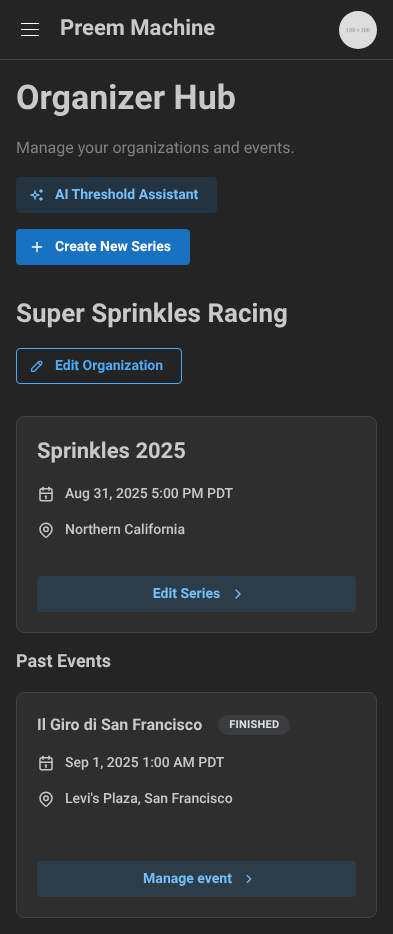 Preem Machine
100 × 100
Organizer Hub
Manage your organizations and events.
AI Threshold Assistant
Create New Series
Super Sprinkles Racing
Edit Organization
Sprinkles 2025
Aug 31, 2025 5:00 PM PDT
Northern California
Edit Series
Past Events
Il Giro di San Francisco FINISHED
Sep 1, 2025 1:00 AM PDT
Levi's Plaza, San Francisco
Manage event